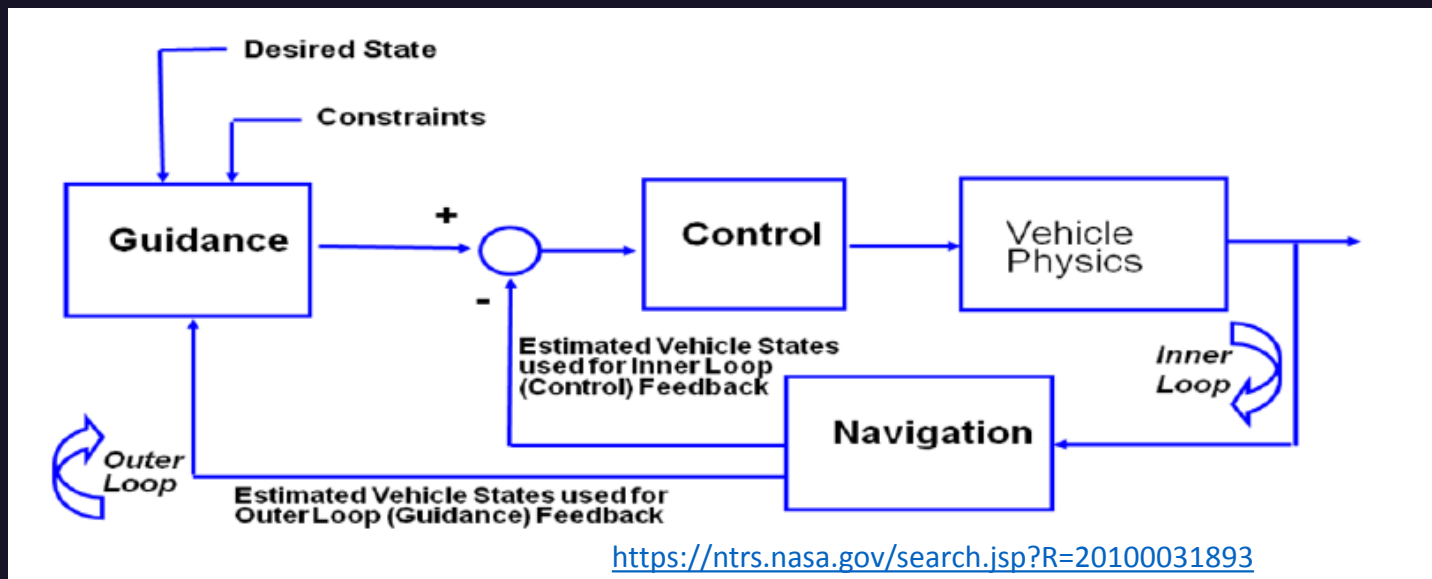 Desired State
Constraints
Guidance
+
-
Control
Vehicle
Physics
Estimated Vehicle States
used for Inner Loop
(Control) Feedback
Inner
Loop
Navigation
Outer
Loop
Estimated Vehicle States used for
Outer Loop (Guidance) Feedback
https://ntrs.nasa.gov/search.jsp?R=20100031893